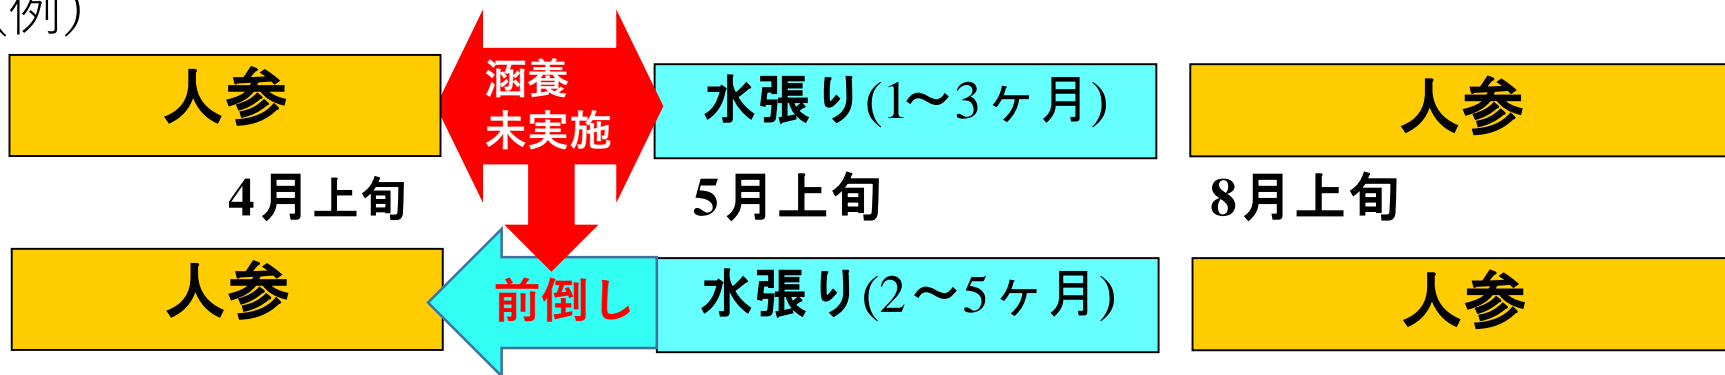 (例)
人参
涵養
未実施
水張り(1～3ヶ月)
人参
4月上旬
5月上旬
8月上旬
人参
前倒し
水張り(2～5ヶ月)
人参